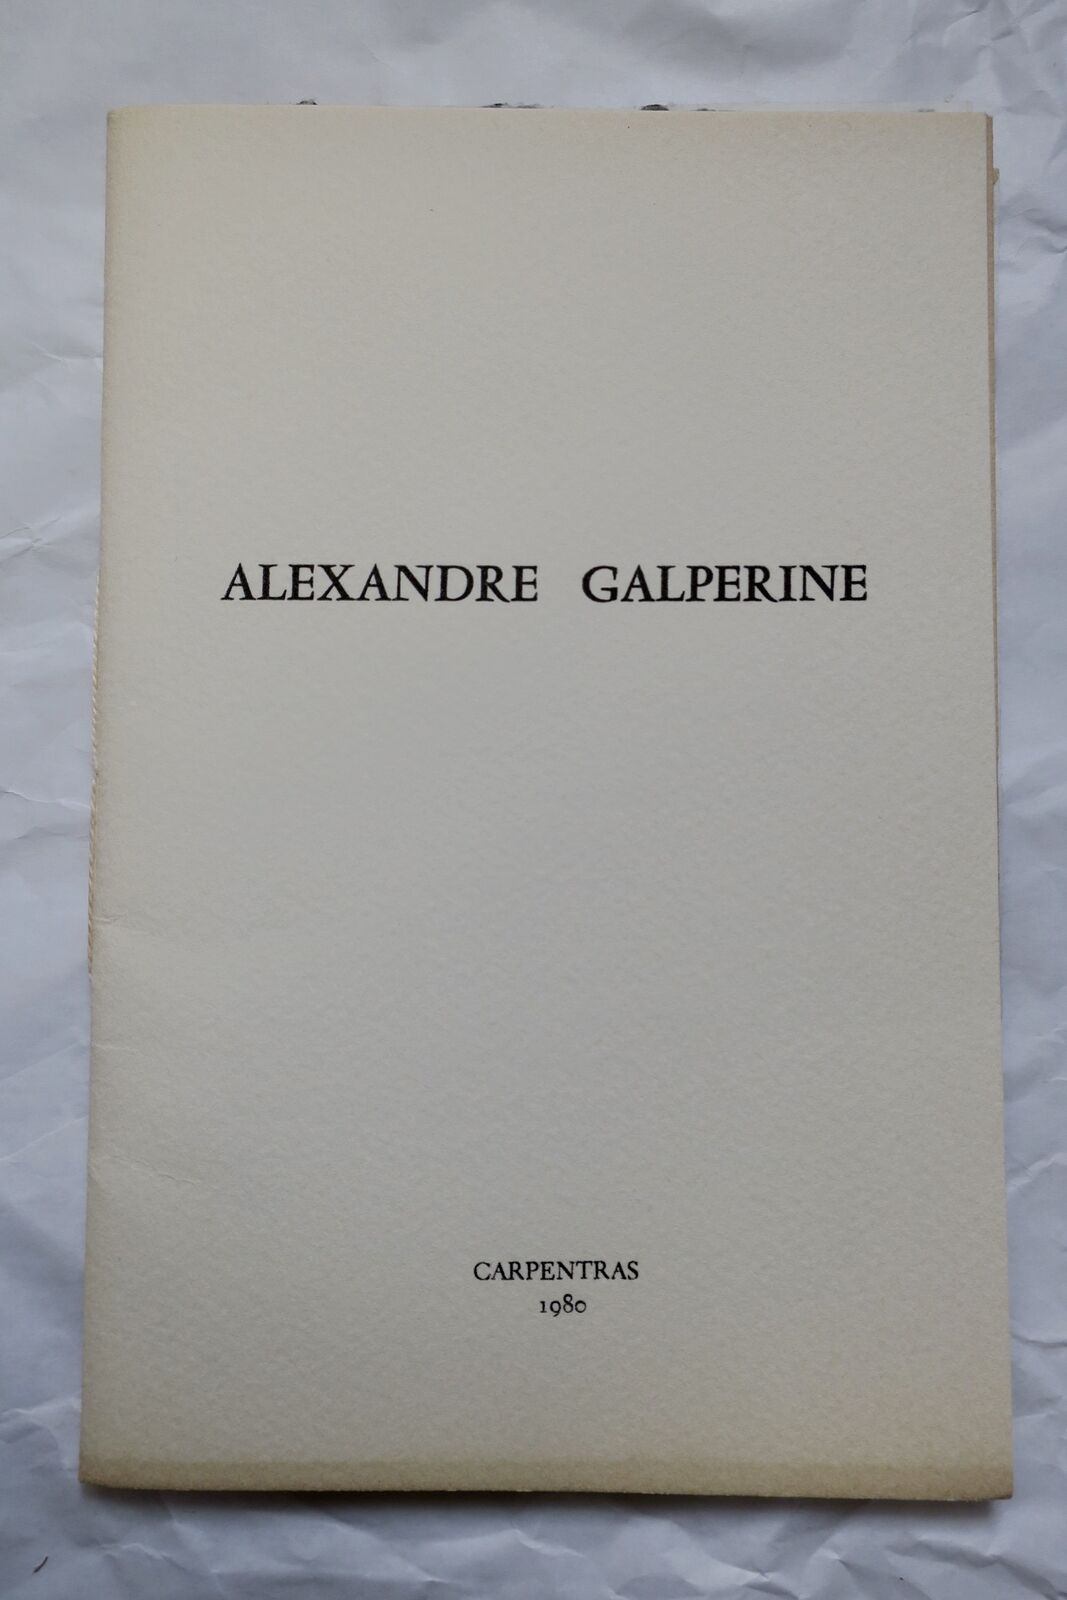 ALEXANDRE GALPERINE
CARPENTRAS
1980